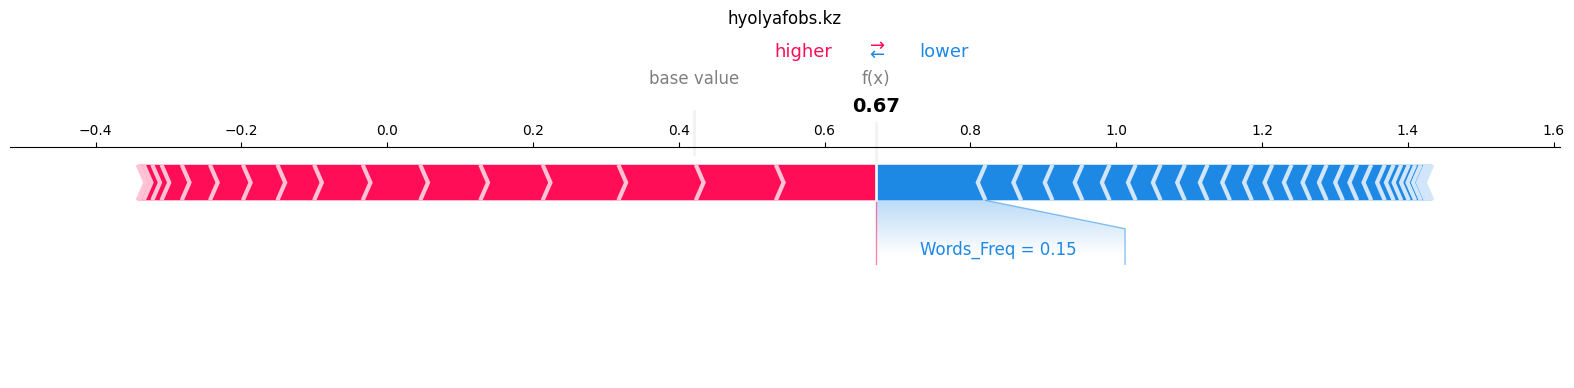 hyolyafobs.kz
higher ⇄ lower
base value f(x)
0.67
−0.4 −0.2 0.0 0.2 0.4 0.6 0.8 1.0 1.2 1.4 1.6
Words_Freq = 0.15